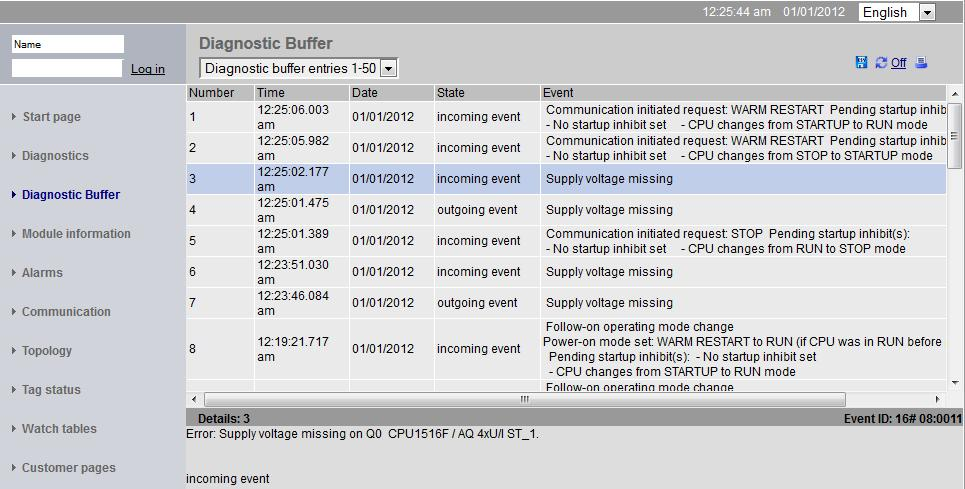 12:25:44 am 01/01/2012 English
Name
Log in
Diagnostic Buffer
Diagnostic buffer entries 1-50
Off
Start page
Diagnostics
Diagnostic Buffer
Module information
Alarms
Communication
Topology
Tag status
Watch tables
Customer pages
Number Time Date State Event
1 12:25:06.003 am 01/01/2012 incoming event Communication initiated request: WARM RESTART Pending startup inhib
- No startup inhibit set - CPU changes from STARTUP to RUN mode
2 12:25:05.982 am 01/01/2012 incoming event Communication initiated request: WARM RESTART Pending startup inhib
- No startup inhibit set - CPU changes from STOP to STARTUP mode
3 12:25:02.177 am 01/01/2012 incoming event Supply voltage missing
4 12:25:01.475 am 01/01/2012 outgoing event Supply voltage missing
5 12:25:01.389 am 01/01/2012 incoming event Communication initiated request: STOP Pending startup inhibit(s):
- No startup inhibit set - CPU changes from RUN to STOP mode
6 12:23:51.030 am 01/01/2012 incoming event Supply voltage missing
7 12:23:46.084 am 01/01/2012 outgoing event Supply voltage missing
8 12:19:21.717 am 01/01/2012 incoming event Follow-on operating mode change
Power-on mode set: WARM RESTART to RUN (if CPU was in RUN before
Pending startup inhibit(s): - No startup inhibit set
- CPU changes from STARTUP to RUN mode
Follow-on operating mode change
Details: 3 Event ID: 16# 08:0011
Error: Supply voltage missing on Q0 CPU1516F / AQ 4xU/I ST_1.
incoming event